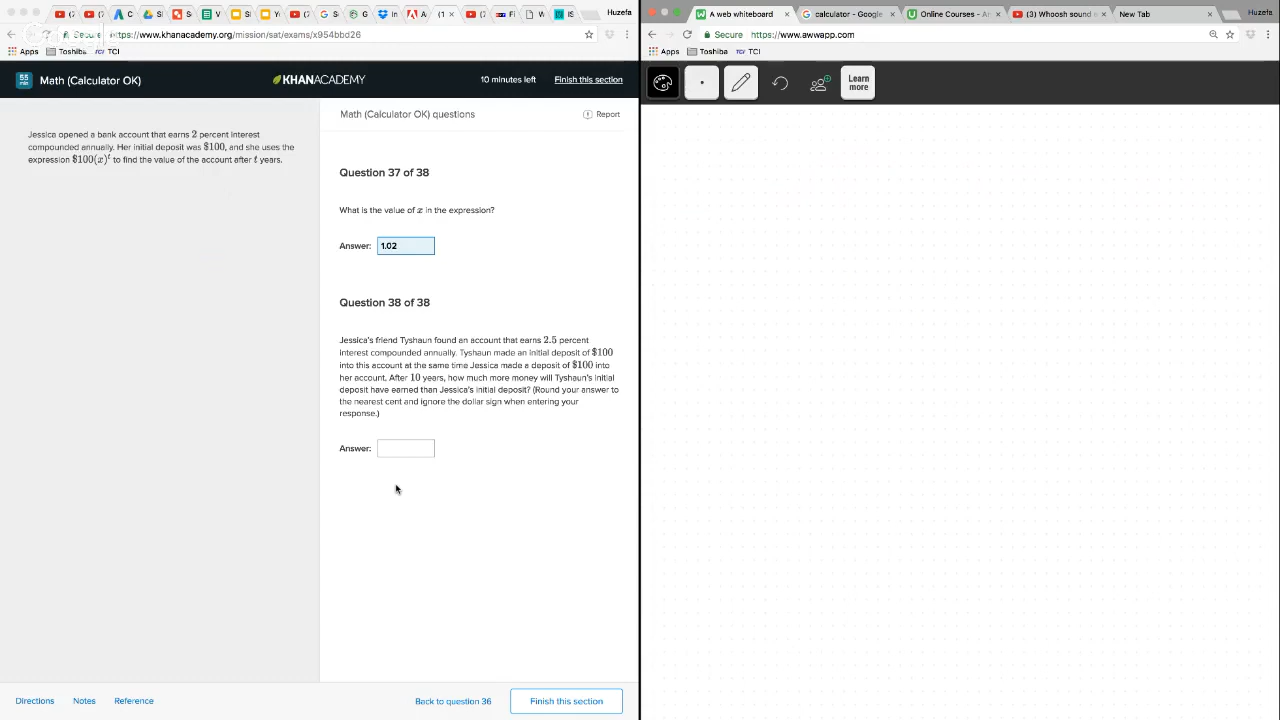 C
S
V
In
A
(1
(2
Fi
W
IS
Huzefa
https://www.khanacademy.org/mission/sat/exams/x954bbd26
Apps Toshiba TCI
55 min Math (Calculator OK) KHANACADEMY 10 minutes left Finish this section
Jessica opened a bank account that earns 2 percent interest
compounded annually. Her initial deposit was $100, and she uses the
expression $100(x)^t to find the value of the account after t years.
Math (Calculator OK) questions Report
Question 37 of 38
What is the value of x in the expression?
Answer: 1.02
Question 38 of 38
Jessica's friend Tyshaun found an account that earns 2.5 percent
interest compounded annually. Tyshaun made an initial deposit of $100
into this account at the same time Jessica made a deposit of $100 into
her account. After 10 years, how much more money will Tyshaun's initial
deposit have earned than Jessica's initial deposit? (Round your answer to
the nearest cent and ignore the dollar sign when entering your
response.)
Answer:
Directions Notes Reference Back to question 36 Finish this section
A web whiteboard calculator - Google Online Courses - An (3) Whoosh sound e New Tab Huzefa
Secure https://www.awwapp.com
Apps Toshiba TCI
Learn
more